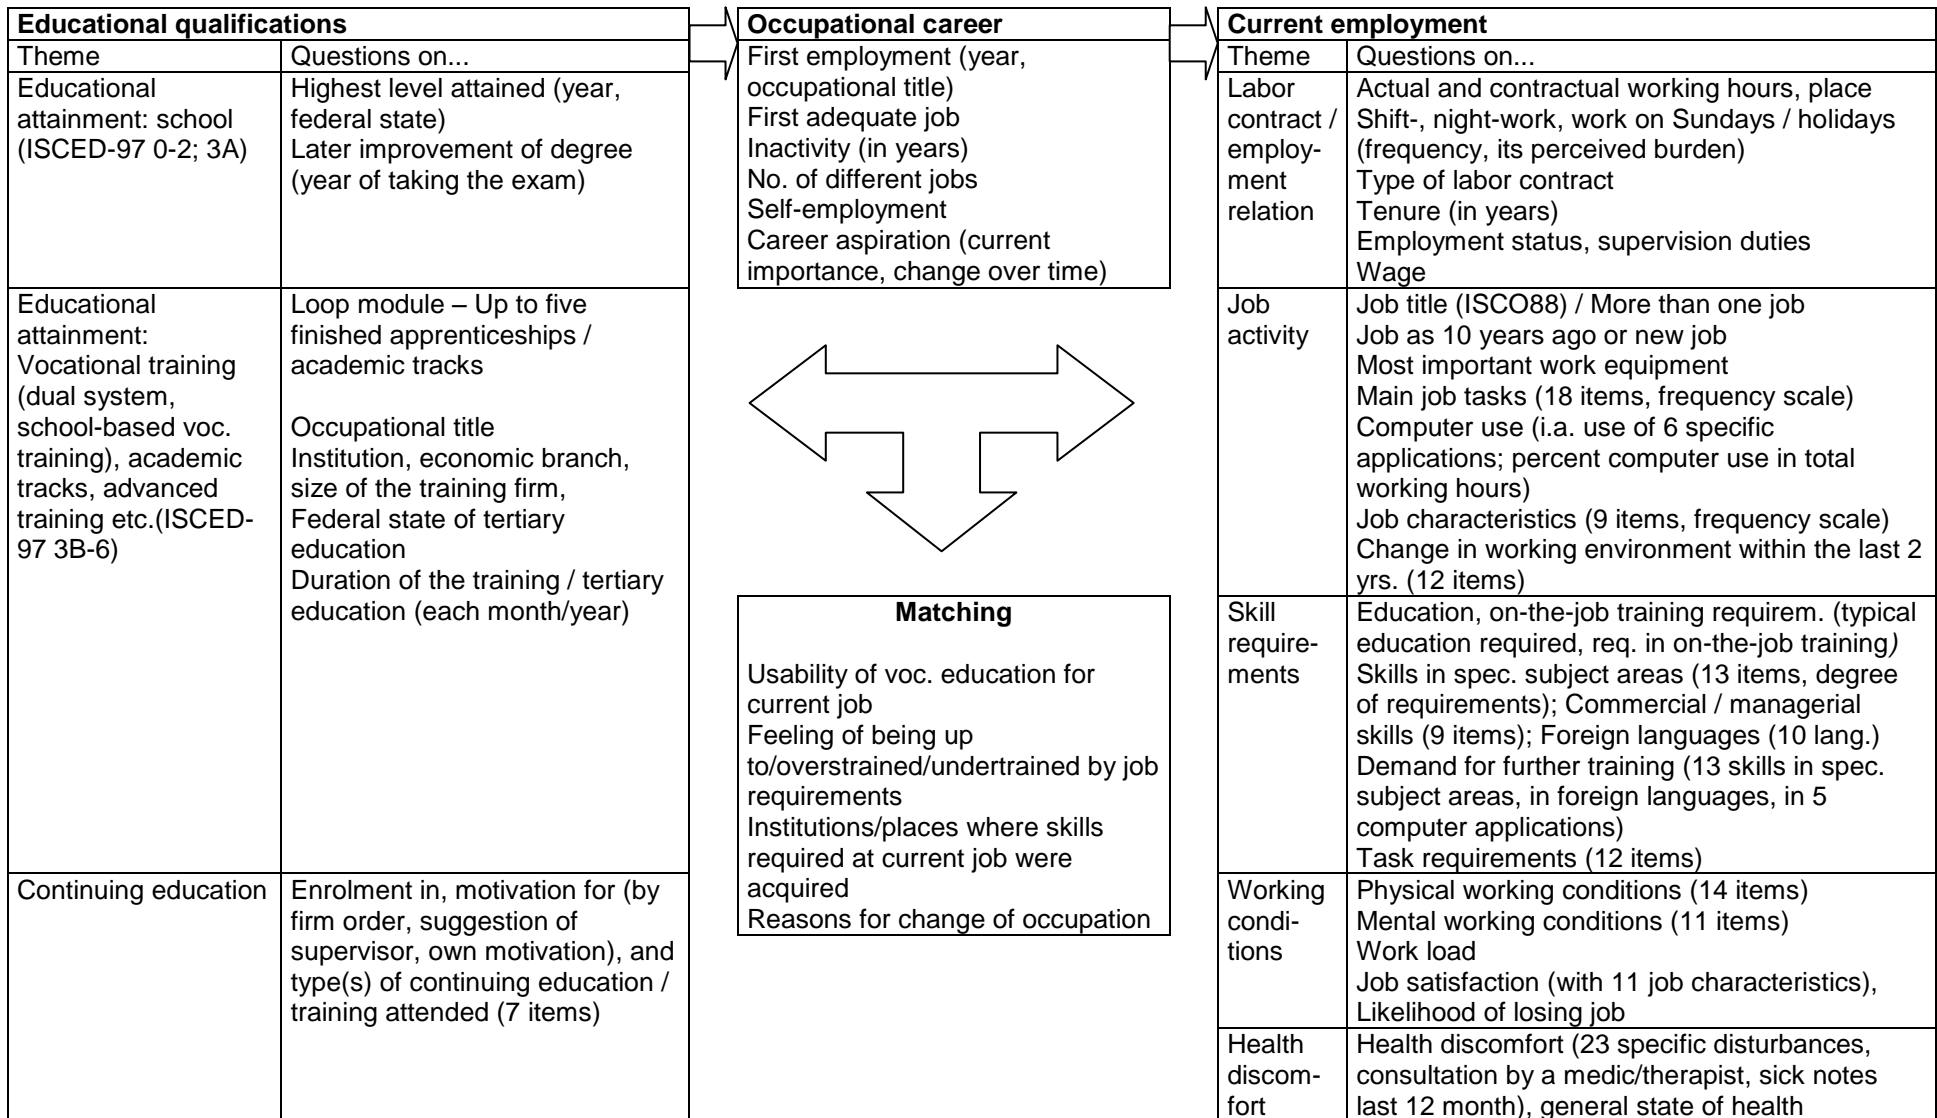 Educational qualifications
Theme
Questions on...
Educational
attainment: school
(ISCED-97 0-2; 3A)
Highest level attained (year,
federal state)
Later improvement of degree
(year of taking the exam)
Educational
attainment:
Vocational training
(dual system,
school-based voc.
training), academic
tracks, advanced
training etc.(ISCED-
97 3B-6)
Loop module – Up to five
finished apprenticeships /
academic tracks
Occupational title
Institution, economic branch,
size of the training firm,
Federal state of tertiary
education
Duration of the training / tertiary
education (each month/year)
Continuing education
Enrolment in, motivation for (by
firm order, suggestion of
supervisor, own motivation), and
type(s) of continuing education /
training attended (7 items)
Occupational career
First employment (year,
occupational title)
First adequate job
Inactivity (in years)
No. of different jobs
Self-employment
Career aspiration (current
importance, change over time)
Matching
Usability of voc. education for
current job
Feeling of being up
to/overstrained/undertrained by job
requirements
Institutions/places where skills
required at current job were
acquired
Reasons for change of occupation
Current employment
Theme
Questions on...
Labor
contract /
employ-
ment
relation
Actual and contractual working hours, place
Shift-, night-work, work on Sundays / holidays
(frequency, its perceived burden)
Type of labor contract
Tenure (in years)
Employment status, supervision duties
Wage
Job
activity
Job title (ISCO88) / More than one job
Job as 10 years ago or new job
Most important work equipment
Main job tasks (18 items, frequency scale)
Computer use (i.a. use of 6 specific
applications; percent computer use in total
working hours)
Job characteristics (9 items, frequency scale)
Change in working environment within the last 2
yrs. (12 items)
Skill
require-
ments
Education, on-the-job training requirem. (typical
education required, req. in on-the-job training)
Skills in spec. subject areas (13 items, degree
of requirements); Commercial / managerial
skills (9 items); Foreign languages (10 lang.)
Demand for further training (13 skills in spec.
subject areas, in foreign languages, in 5
computer applications)
Task requirements (12 items)
Working
condi-
tions
Physical working conditions (14 items)
Mental working conditions (11 items)
Work load
Job satisfaction (with 11 job characteristics),
Likelihood of losing job
Health
discom-
fort
Health discomfort (23 specific disturbances,
consultation by a medic/therapist, sick notes
last 12 month), general state of health